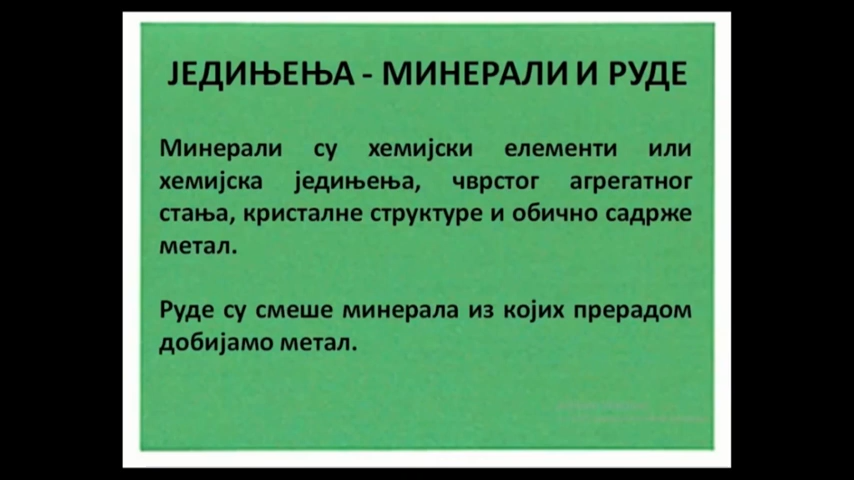 ЈЕДИЊЕЊА - МИНЕРАЛИ И РУДЕ
Минерали су хемијски елементи или
хемијска једињења, чврстог агрегатног
стања, кристалне структуре и обично садрже
метал.
Руде су смеше минерала из којих прерадом
добијамо метал.